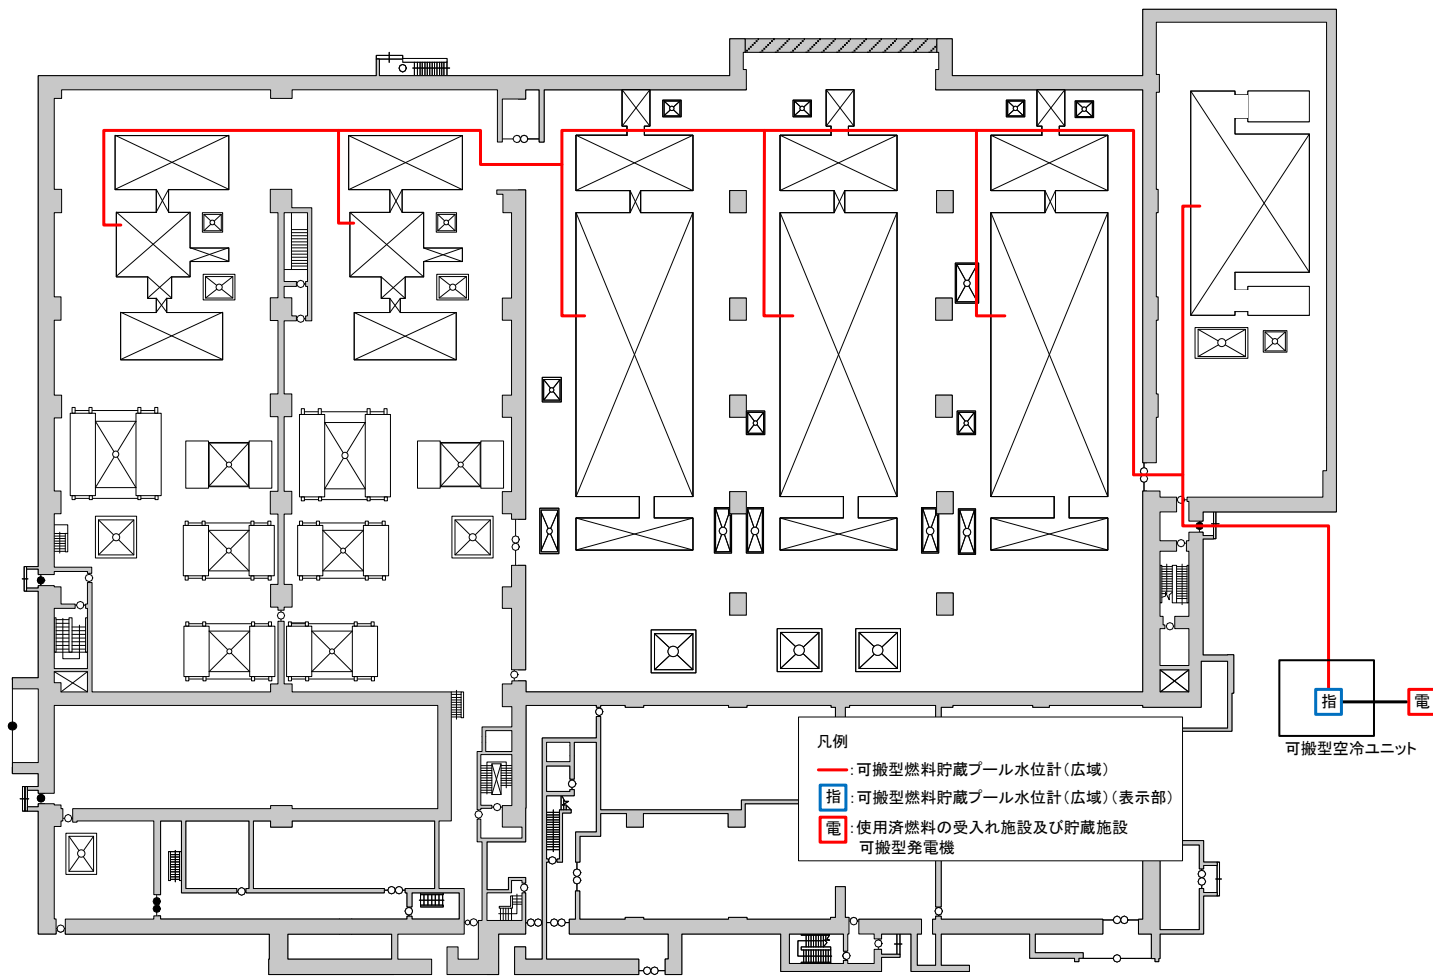 指
電
可搬型空冷ユニット
凡例
：可搬型燃料貯蔵プール水位計（広域）
指：可搬型燃料貯蔵プール水位計（広域）（表示部）
電：使用済燃料の受入れ施設及び貯蔵施設
可搬型発電機